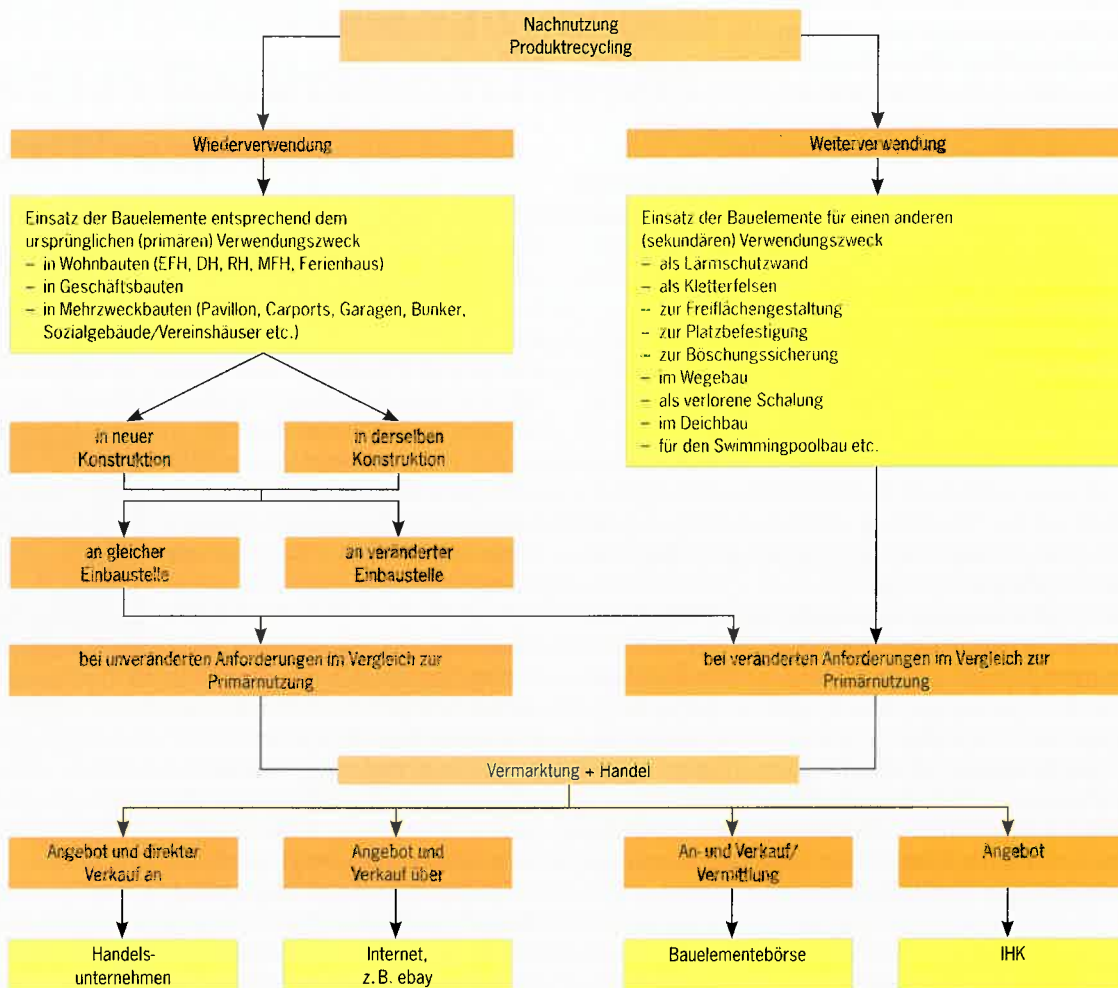 Nachnutzung
Produktrecycling
Wiederverwendung
Weiterverwendung
Einsatz der Bauelemente entsprechend dem
ursprünglichen (primären) Verwendungszweck
– in Wohnbauten (EFH, DH, RH, MFH, Ferienhaus)
– in Geschäftsbauten
– in Mehrzweckbauten (Pavillon, Carports, Garagen, Bunker,
Sozialgebäude/Vereinshäuser etc.)
Einsatz der Bauelemente für einen anderen
(sekundären) Verwendungszweck
– als Lärmschutzwand
– als Kletterfelsen
– zur Freiflächengestaltung
– zur Platzbefestigung
– zur Böschungssicherung
– im Wegebau
– als verlorene Schalung
– im Deichbau
– für den Swimmingpoolbau etc.
in neuer
Konstruktion
in derselben
Konstruktion
an gleicher
Einbaustelle
an veränderter
Einbaustelle
bei unveränderten Anforderungen im Vergleich zur
Primärnutzung
bei veränderten Anforderungen im Vergleich zur
Primärnutzung
Vermarktung + Handel
Angebot und direkter
Verkauf an
Angebot und
Verkauf über
An- und Verkauf/
Vermittlung
Angebot
Handels-
unternehmen
Internet,
z. B. ebay
Bauelementebörse
IHK